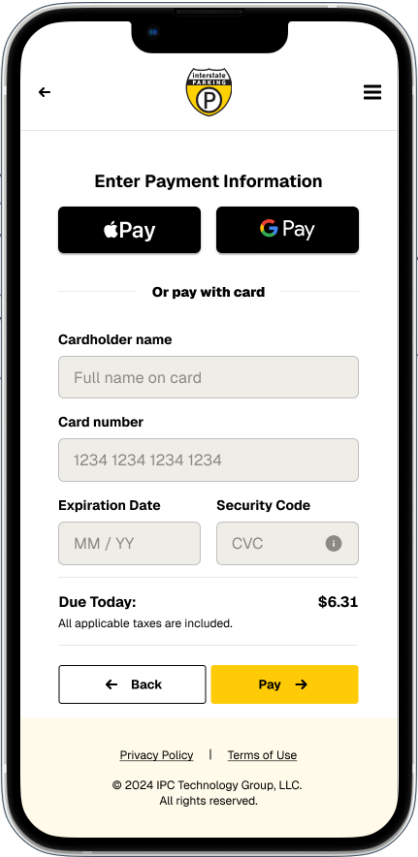 interstate
PARKING
P
Enter Payment Information
Pay
G Pay
Or pay with card
Cardholder name
Full name on card
Card number
1234 1234 1234 1234
Expiration Date Security Code
MM / YY CVC i
Due Today: $6.31
All applicable taxes are included.
Back Pay
Privacy Policy | Terms of Use
© 2024 IPC Technology Group, LLC.
All rights reserved.